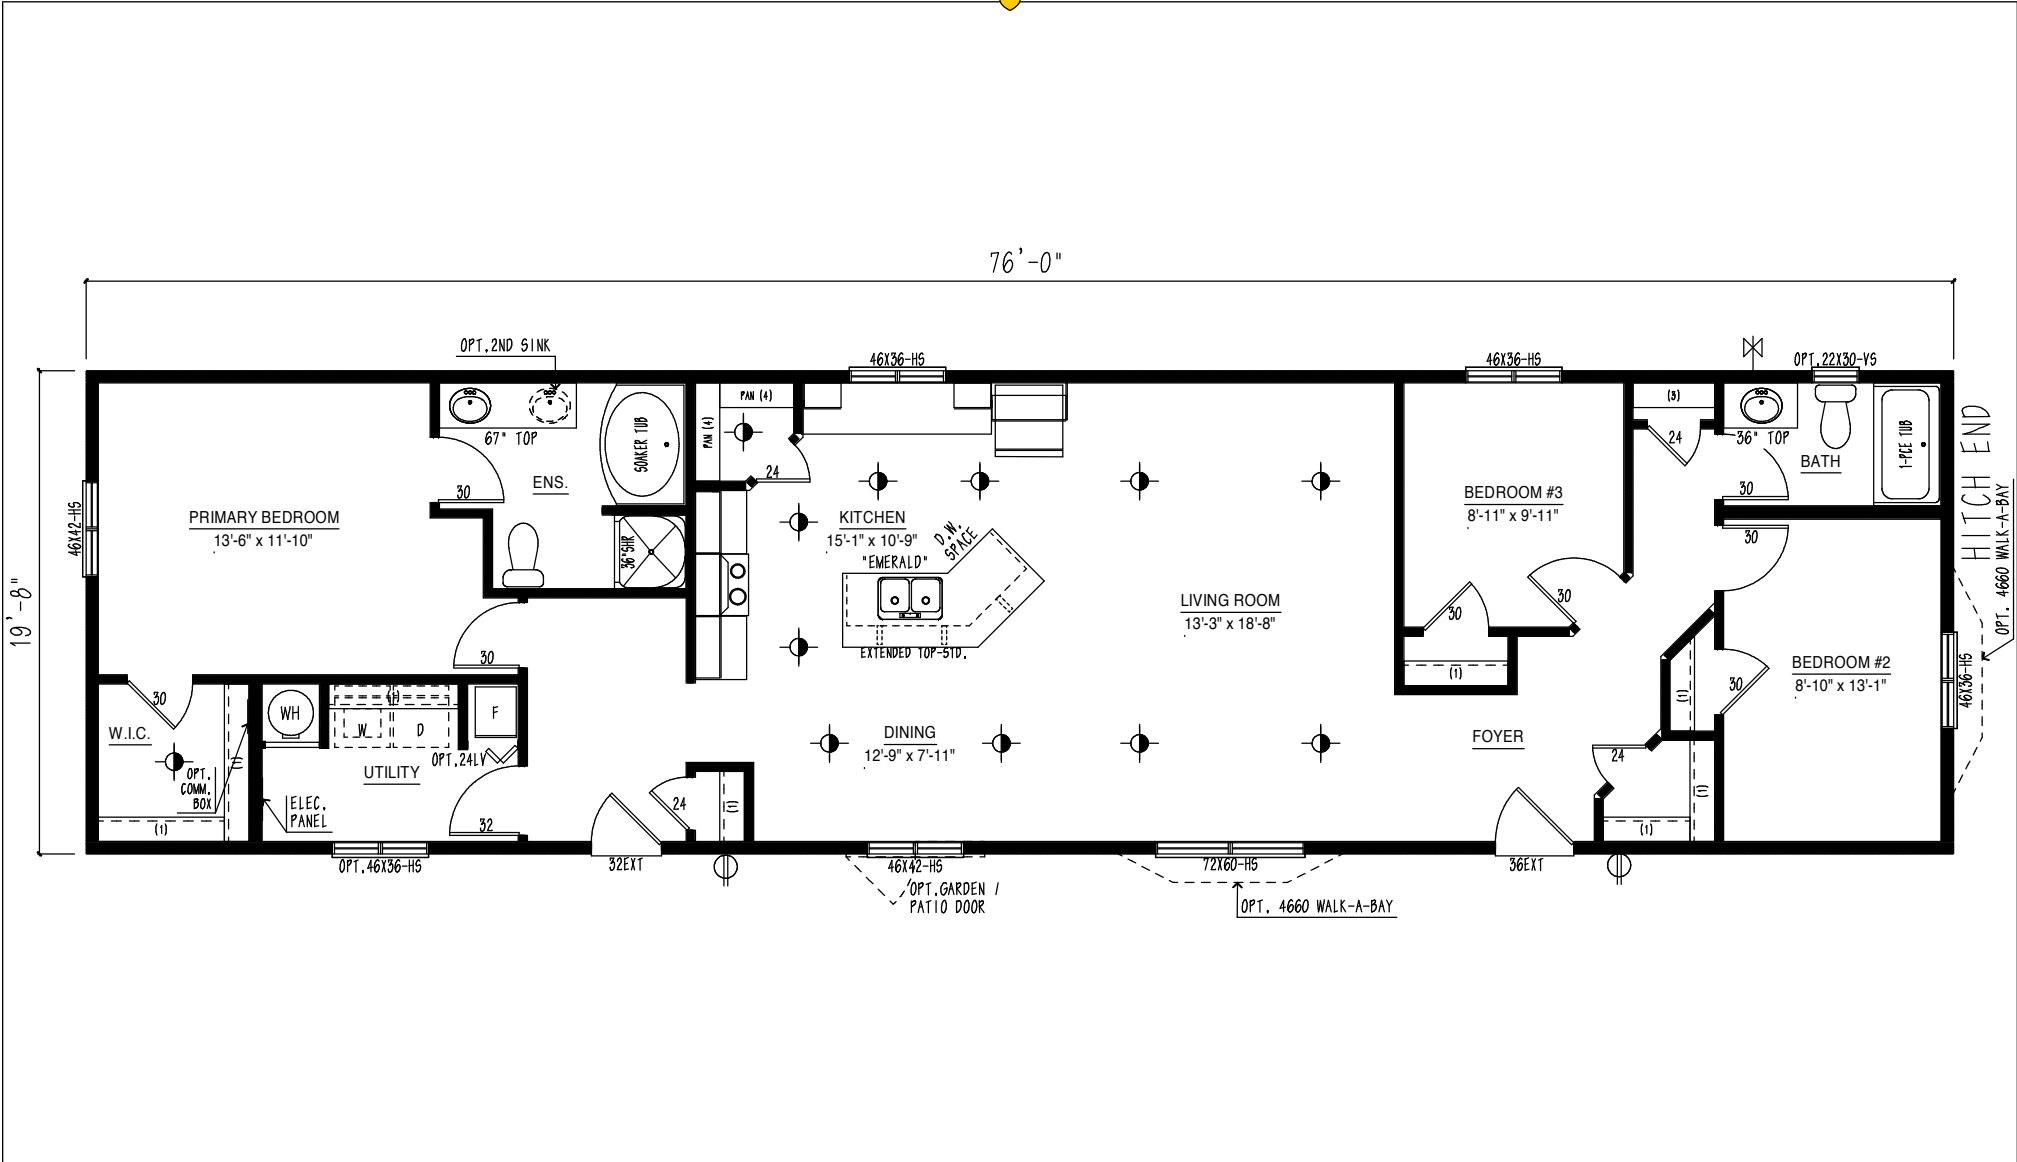 76'-0"
OPT.2ND SINK
46X36-HS
46X36-HS
OPT.22X30-VS
67" TOP
SOAKER TUB
PAN (4)
PAN (4)
24
(3)
24
36" TOP
BATH
1-PCE TUB
HITCH END
30
ENS.
30
PRIMARY BEDROOM
13'-6" x 11'-10"
46X42-HS
19'-8"
36"SHR
KITCHEN
15'-1" x 10'-9"
"EMERALD"
D.W.
SPACE
EXTENDED TOP-STD.
BEDROOM #3
8'-11" x 9'-11"
30
30
30
OPT. 4660 WALK-A-BAY
LIVING ROOM
13'-3" x 18'-8"
BEDROOM #2
8'-10" x 13'-1"
46X36-HS
30
30
(1)
(1)
30
W.I.C.
WH
(1)
W
D
F
OPT.24LV
UTILITY
OPT.
COMM.
BOX
(1)
ELEC.
PANEL
(1)
32
24
(1)
DINING
12'-9" x 7'-11"
FOYER
24
(1)
(1)
OPT.46X36-HS
32EXT
46X42-HS
OPT.GARDEN /
PATIO DOOR
72X60-HS
OPT. 4660 WALK-A-BAY
36EXT